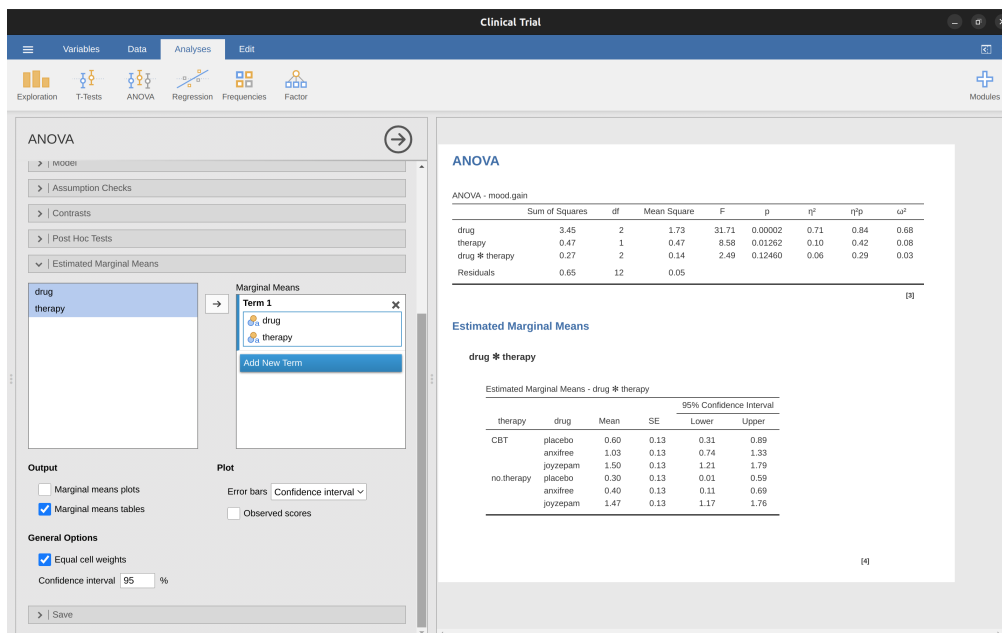 Clinical Trial
Variables Data Analyses Edit
Exploration T-Tests ANOVA Regression Frequencies Factor Modules
ANOVA
Model
Assumption Checks
Contrasts
Post Hoc Tests
Estimated Marginal Means
drug
therapy
Marginal Means
Term 1
drug
therapy
Add New Term
Output
Marginal means plots
Marginal means tables
Plot
Error bars Confidence interval
Observed scores
General Options
Equal cell weights
Confidence interval 95 %
Save
ANOVA
ANOVA - mood.gain
Sum of Squares df Mean Square F p η² η²p ω²
drug 3.45 2 1.73 31.71 0.00002 0.71 0.84 0.68
therapy 0.47 1 0.47 8.58 0.01262 0.10 0.42 0.08
drug ✻ therapy 0.27 2 0.14 2.49 0.12460 0.06 0.29 0.03
Residuals 0.65 12 0.05
[3]
Estimated Marginal Means
drug ✻ therapy
Estimated Marginal Means - drug ✻ therapy
95% Confidence Interval
therapy drug Mean SE Lower Upper
CBT placebo 0.60 0.13 0.31 0.89
anxifree 1.03 0.13 0.74 1.33
joyzepam 1.50 0.13 1.21 1.79
no.therapy placebo 0.30 0.13 0.01 0.59
anxifree 0.40 0.13 0.11 0.69
joyzepam 1.47 0.13 1.17 1.76
[4]